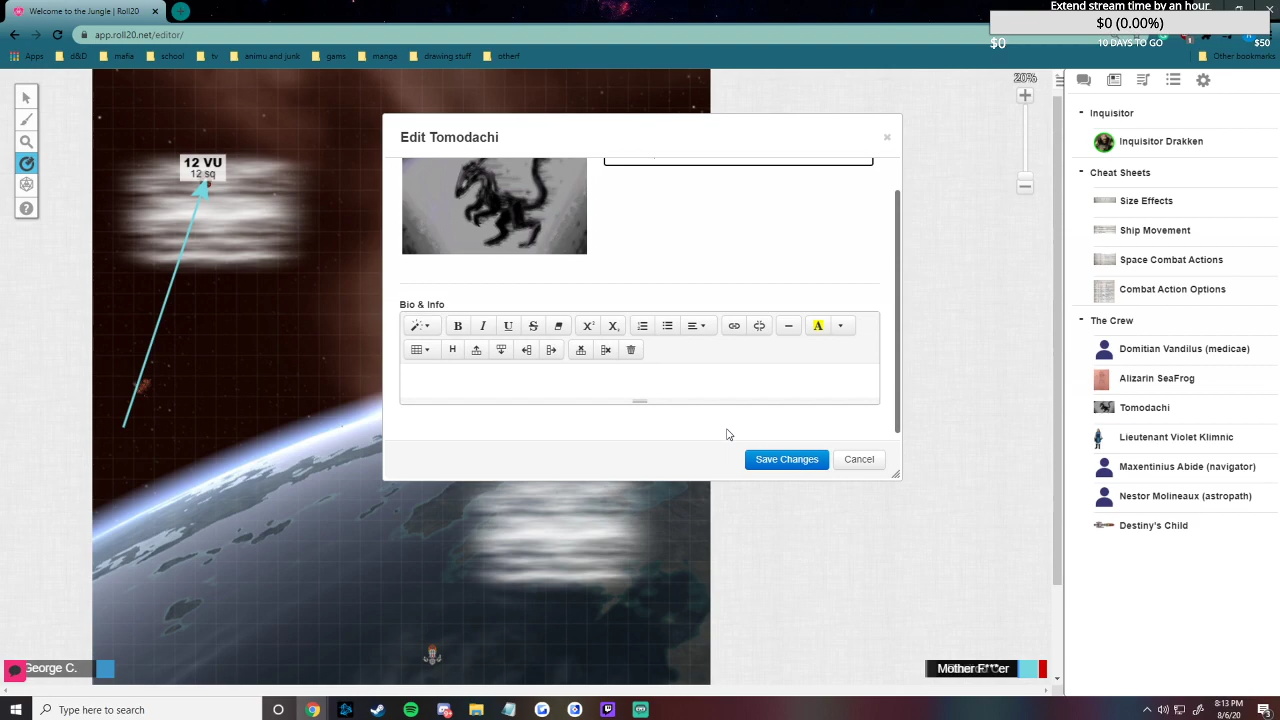 Welcome to the Jungle | Roll20
Extend stream time by an hour
$0 (0.00%)
$0
10 DAYS TO GO
$50
app.roll20.net/editor/
Apps
d&D
mafia
school
tv
animu and junk
gams
manga
drawing stuff
other!
Other bookmarks
20%
12 VU
12 sq
Edit Tomodachi
Bio & Info
B I U S
X² X,
A
H
Save Changes
Cancel
Inquisitor
Inquisitor Drakken
Cheat Sheets
Size Effects
Ship Movement
Space Combat Actions
Combat Action Options
The Crew
Domitian Vandilus (medicae)
Alizarin SeaFrog
Tomodachi
Lieutenant Violet Klimnic
Maxentinius Abide (navigator)
Nestor Molineaux (astropath)
Destiny's Child
George C.
Mother F***er
Type here to search
8:13 PM
8/6/20